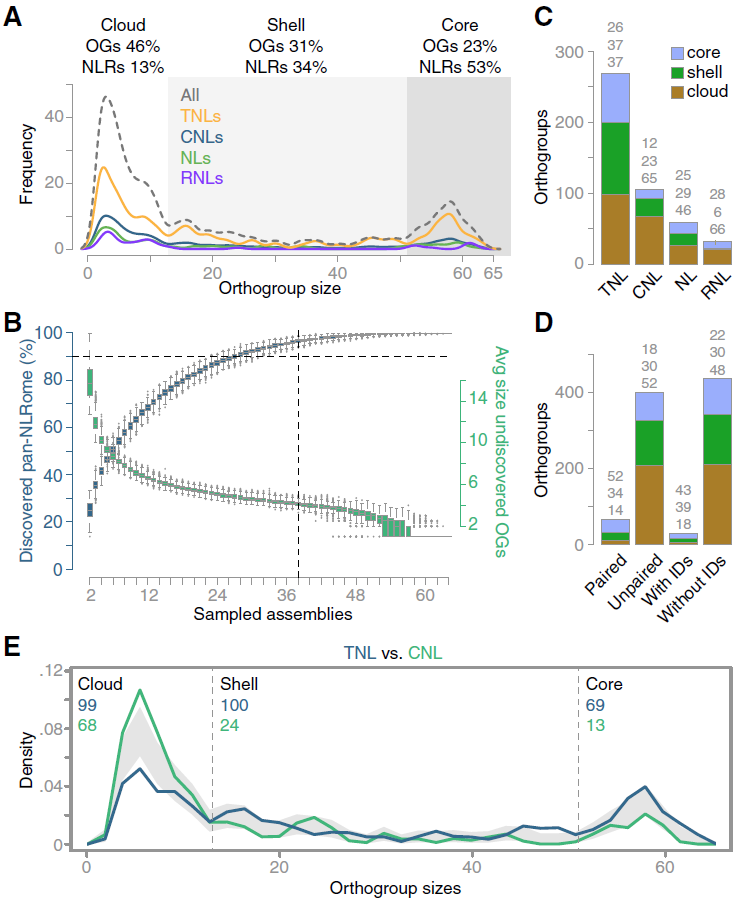 A
Cloud
OGs 46%
NLRs 13%
Shell
OGs 31%
NLRs 34%
Core
OGs 23%
NLRs 53%
Frequency
40
20
0
All
TNLs
CNLs
NLs
RNLs
0 20 40 60 65
Orthogroup size
B
Discovered pan-NLRome (%)
100
80
60
40
20
0
Avg size undiscovered OGs
14
10
6
2
2 12 24 36 48 60
Sampled assemblies
C
Orthogroups
300
200
100
0
26
37
37
12
23
65
25
29
46
28
6
66
core
shell
cloud
TNL CNL NL RNL
D
Orthogroups
400
200
0
52
34
14
18
30
52
43
39
18
22
30
48
Paired Unpaired With IDs Without IDs
E
TNL vs. CNL
Density
.12
.08
.04
0
Cloud
99
68
Shell
100
24
Core
69
13
0 20 40 60
Orthogroup sizes